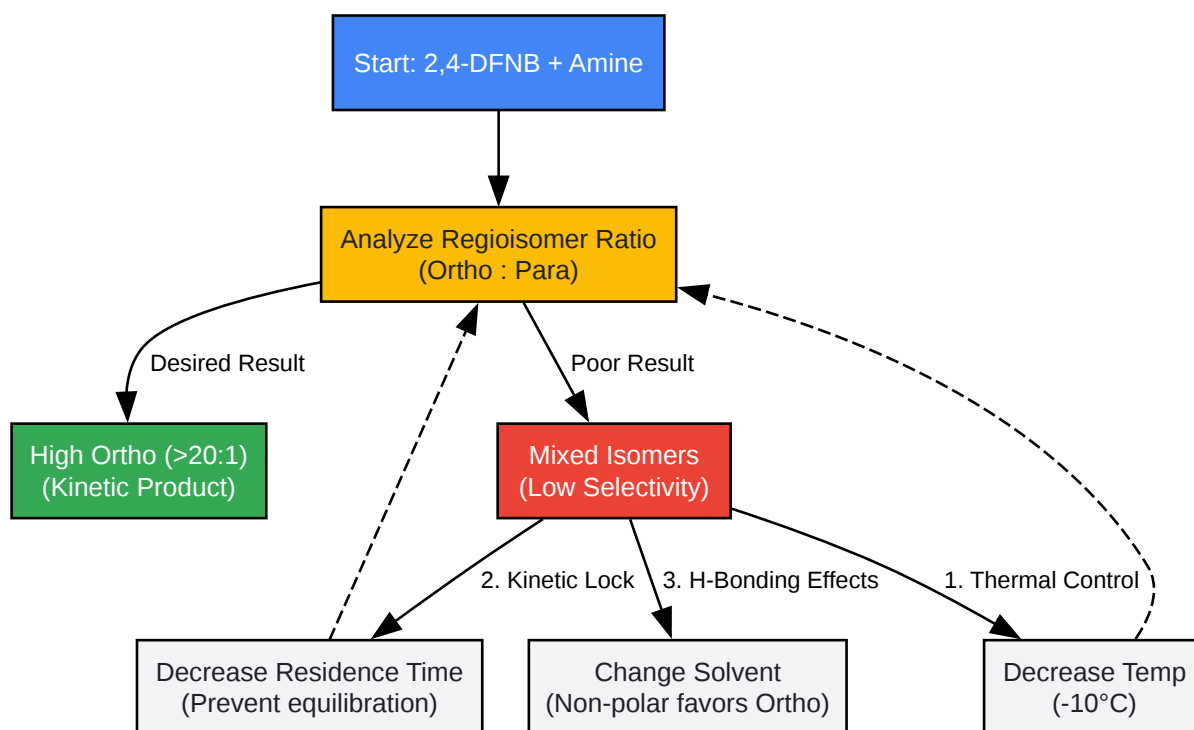 Start: 2,4-DFNB + Amine
Analyze Regioisomer Ratio
(Ortho : Para)
Desired Result
Poor Result
High Ortho (>20:1)
(Kinetic Product)
Mixed Isomers
(Low Selectivity)
2. Kinetic Lock
3. H-Bonding Effects
1. Thermal Control
Decrease Residence Time
(Prevent equilibration)
Change Solvent
(Non-polar favors Ortho)
Decrease Temp
(-10°C)